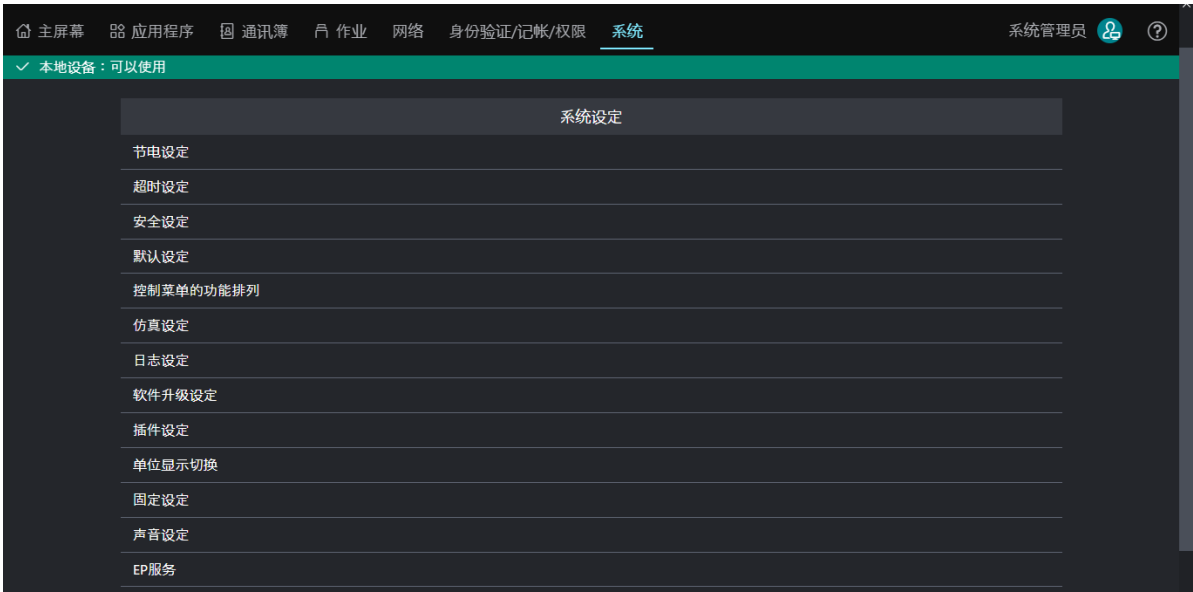 主屏幕 应用程序 通讯簿 作业 网络 身份验证/记帐/权限 系统 系统管理员
本地设备：可以使用
系统设定
节电设定
超时设定
安全设定
默认设定
控制菜单的功能排列
仿真设定
日志设定
软件升级设定
插件设定
单位显示切换
固定设定
声音设定
EP服务